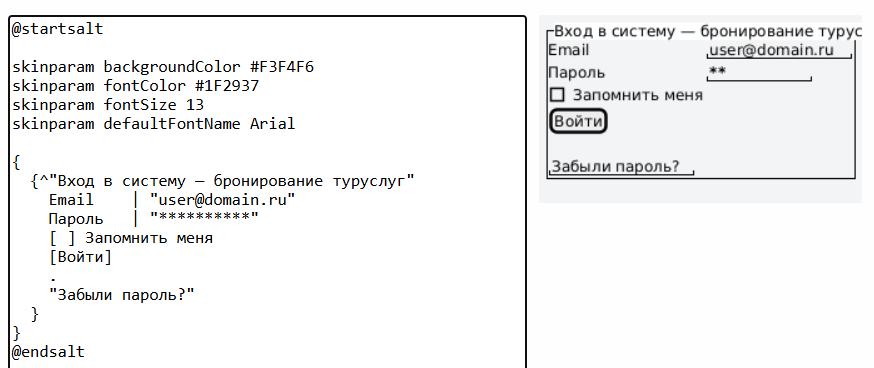 @startsalt
skinparam backgroundColor #F3F4F6
skinparam fontColor #1F2937
skinparam fontSize 13
skinparam defaultFontName Arial
{
{^"Вход в систему — бронирование туруслуг"
Email | "user@domain.ru"
Пароль | "**********"
[ ] Запомнить меня
[Войти]
.
"Забыли пароль?"
}
}
@endsalt
Вход в систему — бронирование турус
Email user@domain.ru
Пароль **
Запомнить меня
Войти
Забыли пароль?